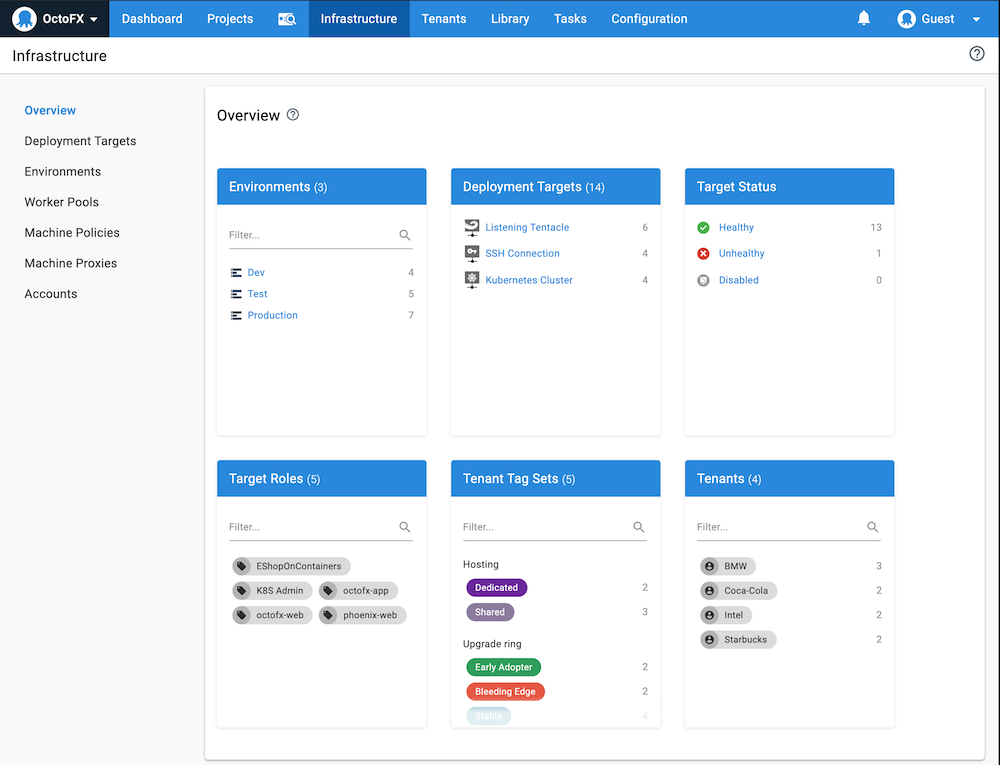 OctoFX Dashboard Projects Infrastructure Tenants Library Tasks Configuration Guest
Infrastructure
Overview
Deployment Targets
Environments
Worker Pools
Machine Policies
Machine Proxies
Accounts
Overview
Environments (3)
Filter...
Dev 4
Test 5
Production 7
Deployment Targets (14)
Listening Tentacle 6
SSH Connection 4
Kubernetes Cluster 4
Target Status
Healthy 13
Unhealthy 1
Disabled 0
Target Roles (5)
Filter...
EShopOnContainers
K8S Admin octofx-app
octofx-web phoenix-web
Tenant Tag Sets (5)
Filter...
Hosting
Dedicated 2
Shared 3
Upgrade ring
Early Adopter 2
Bleeding Edge 2
Stable 4
Tenants (4)
Filter...
BMW 3
Coca-Cola 2
Intel 2
Starbucks 2